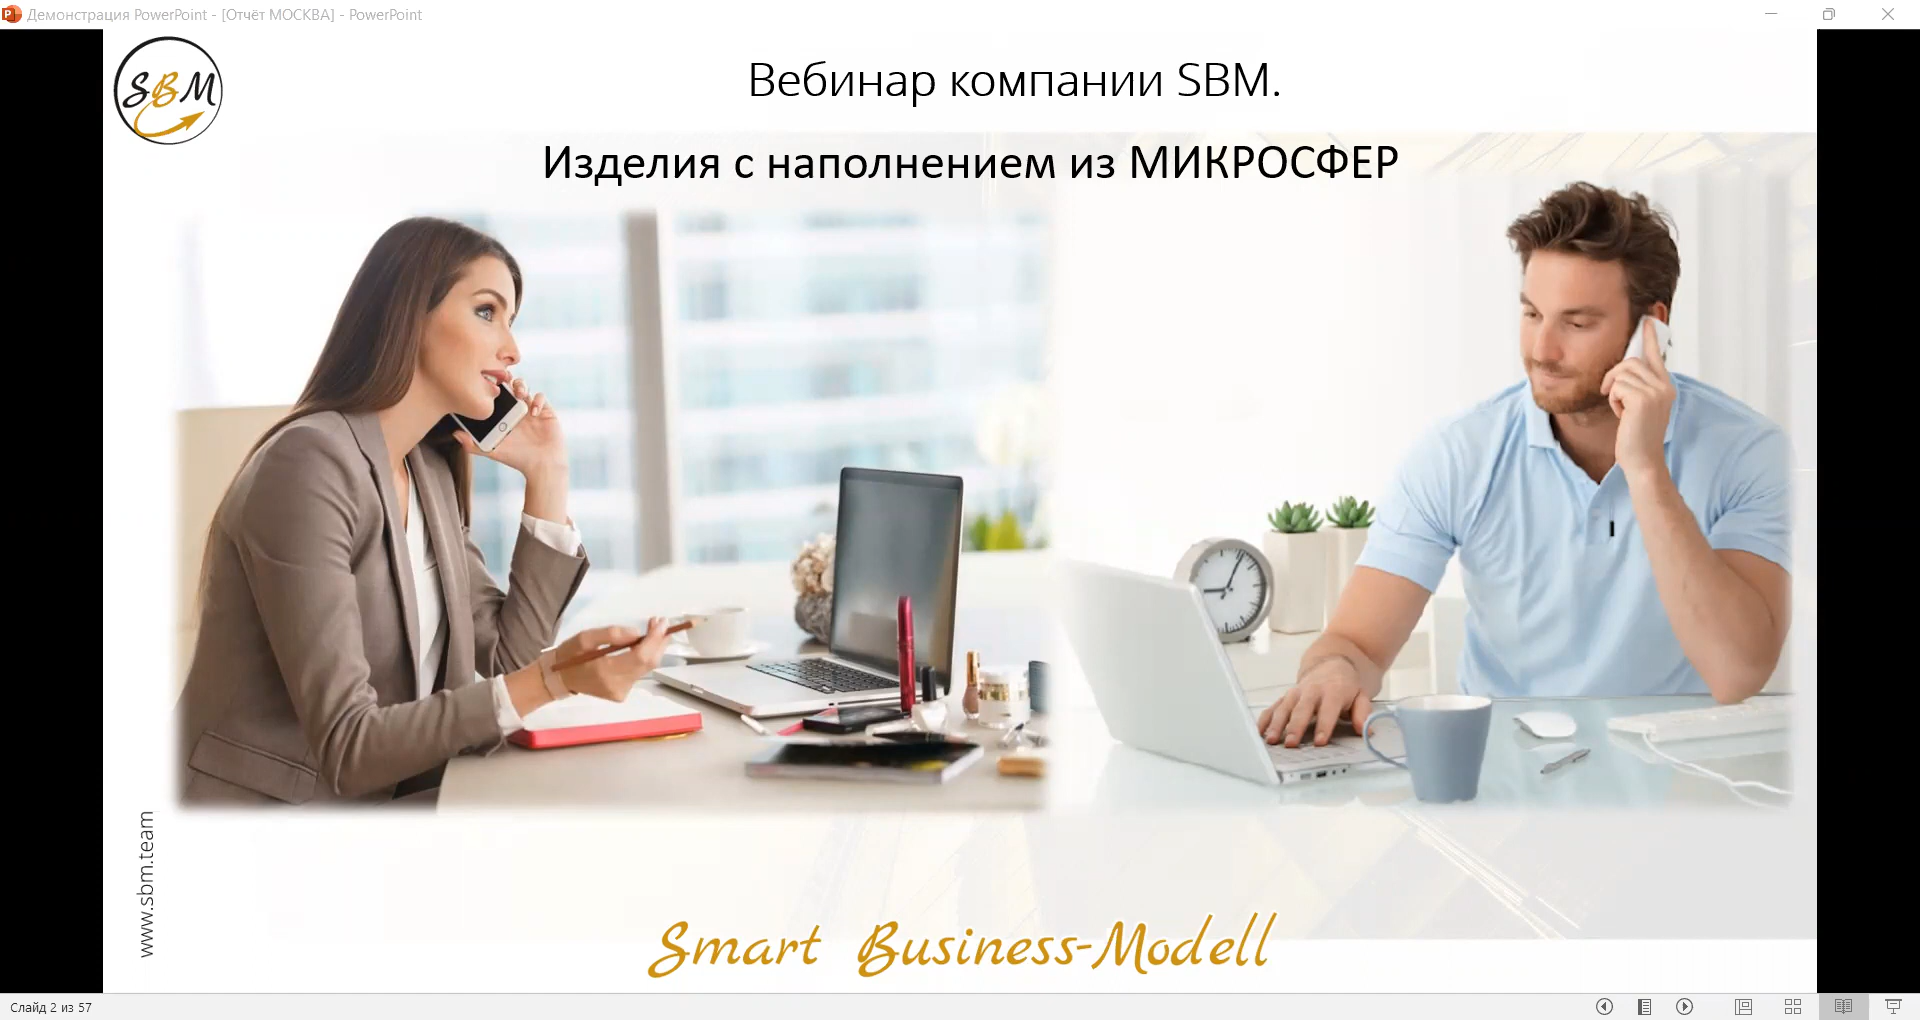 Демонстрация PowerPoint - [Отчёт МОСКВА] - PowerPoint
SBM
Вебинар компании SBM.
Изделия с наполнением из МИКРОСФЕР
www.sbm.team
Smart Business-Modell
Слайд 2 из 57